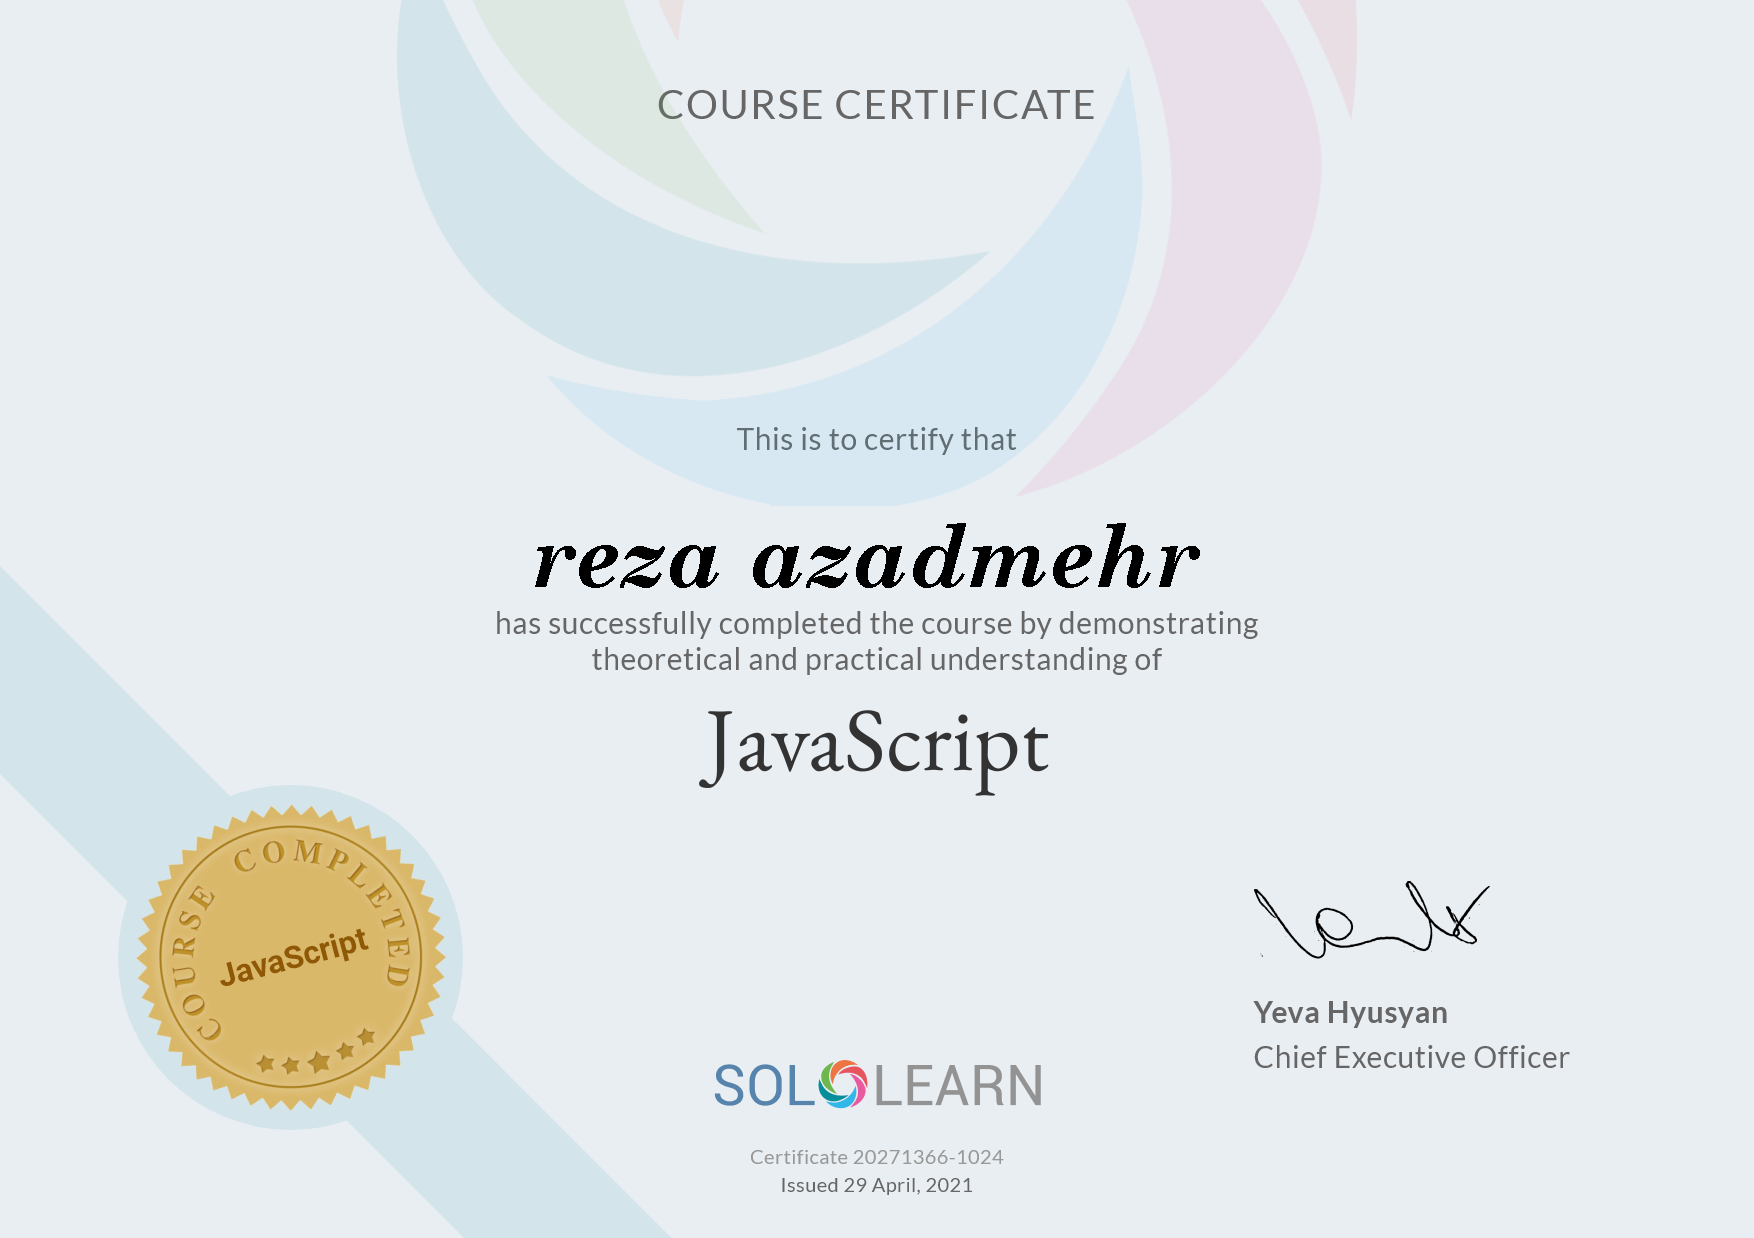 COURSE CERTIFICATE
This is to certify that
reza azadmehr
has successfully completed the course by demonstrating
theoretical and practical understanding of
JavaScript
COURSE COMPLETED
JavaScript
Yeva Hyusyan
Chief Executive Officer
SOLOLEARN
Certificate 20271366-1024
Issued 29 April, 2021